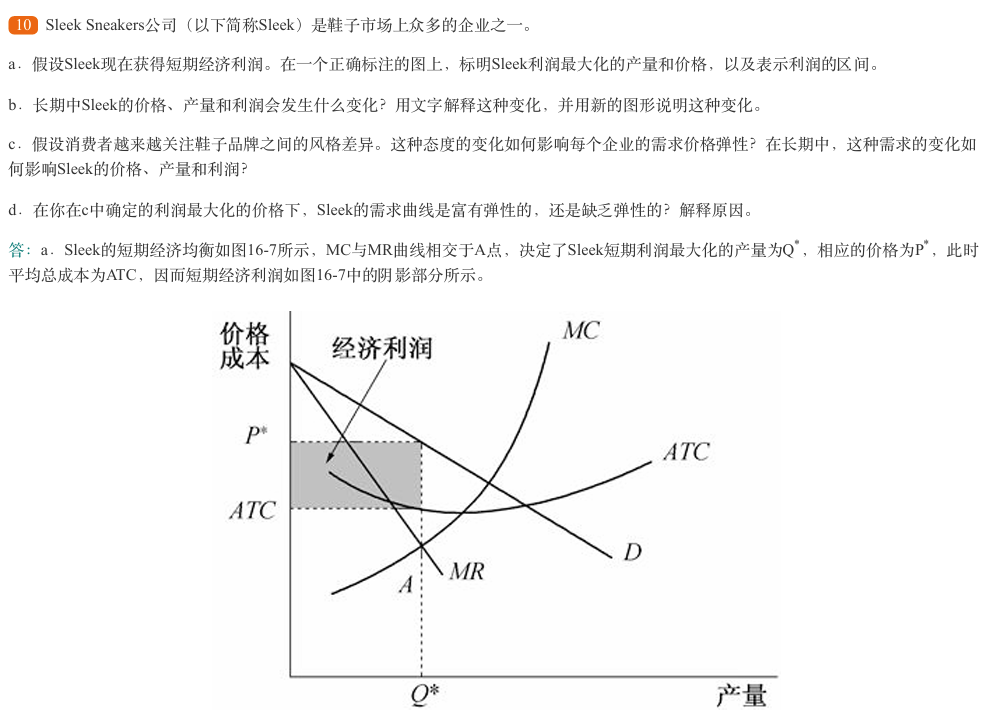 10 Sleek Sneakers公司（以下简称Sleek）是鞋子市场上众多的企业之一。
a．假设Sleek现在获得短期经济利润。在一个正确标注的图上，标明Sleek利润最大化的产量和价格，以及表示利润的区间。
b．长期中Sleek的价格、产量和利润会发生什么变化？用文字解释这种变化，并用新的图形说明这种变化。
c．假设消费者越来越关注鞋子品牌之间的风格差异。这种态度的变化如何影响每个企业的需求价格弹性？在长期中，这种需求的变化如
何影响Sleek的价格、产量和利润？
d．在你在c中确定的利润最大化的价格下，Sleek的需求曲线是富有弹性的，还是缺乏弹性的？解释原因。
答：a．Sleek的短期经济均衡如图16-7所示，MC与MR曲线相交于A点，决定了Sleek短期利润最大化的产量为Q*，相应的价格为P*，此时
平均总成本为ATC，因而短期经济利润如图16-7中的阴影部分所示。
价格
成本
经济利润
MC
P*
ATC
ATC
D
MR
A
Q*
产量